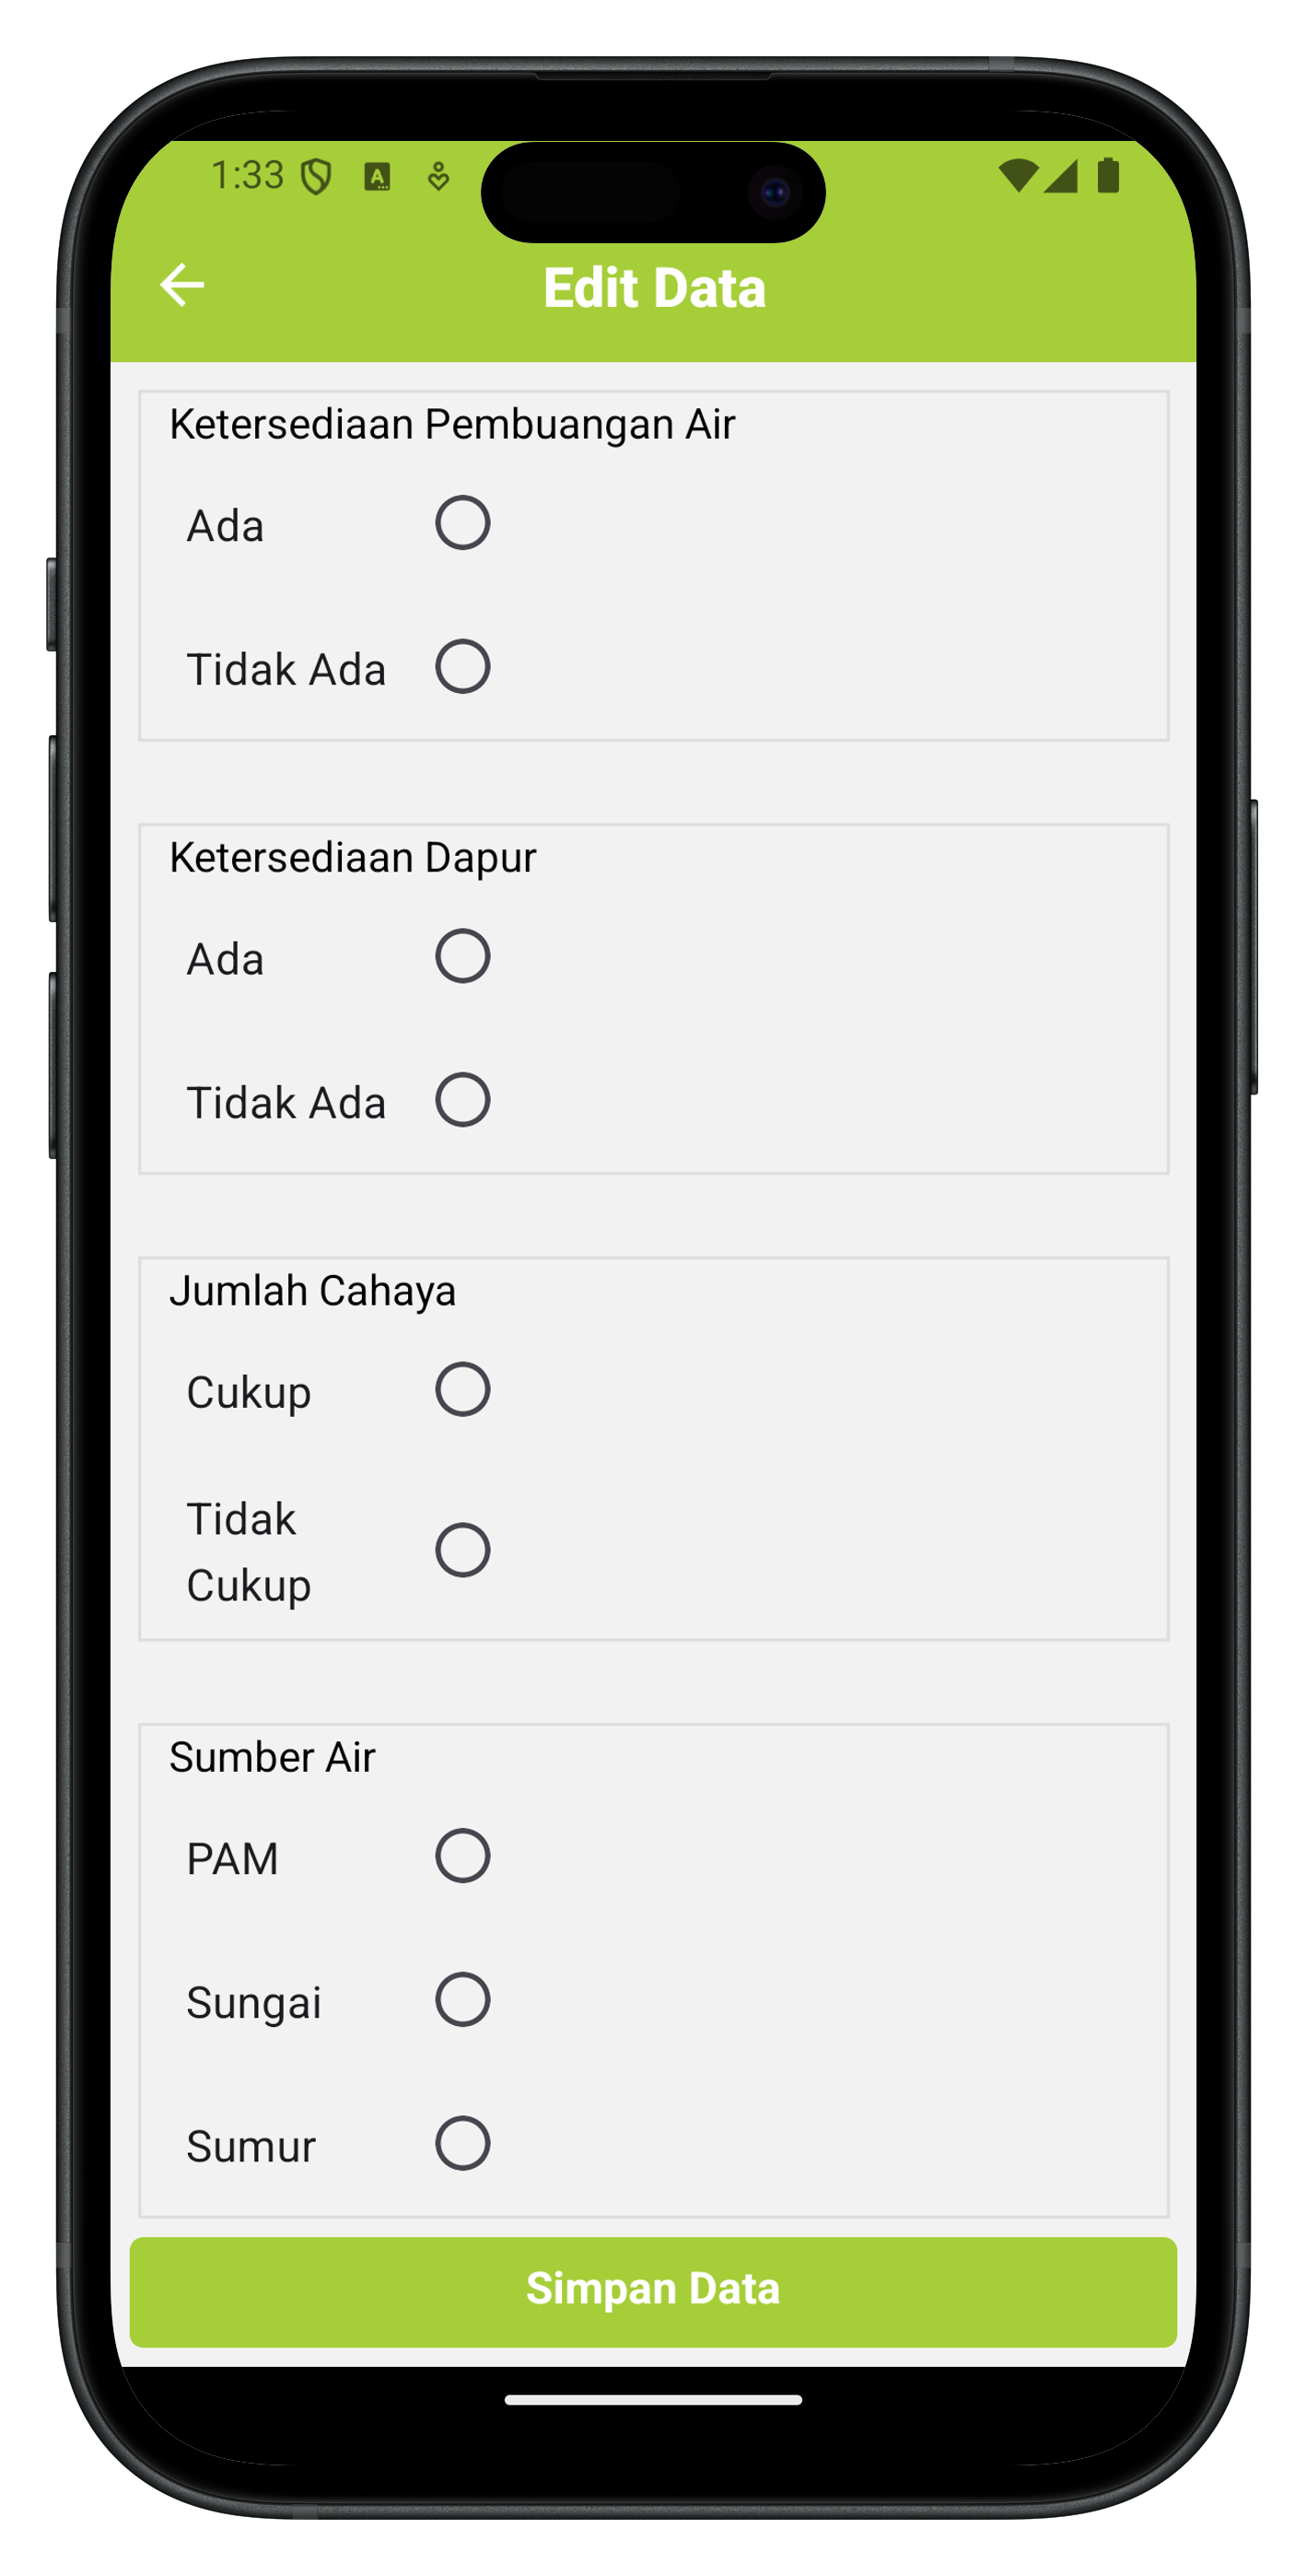 1:33
Edit Data
Ketersediaan Pembuangan Air
Ada
Tidak Ada
Ketersediaan Dapur
Ada
Tidak Ada
Jumlah Cahaya
Cukup
Tidak
Cukup
Sumber Air
PAM
Sungai
Sumur
Simpan Data